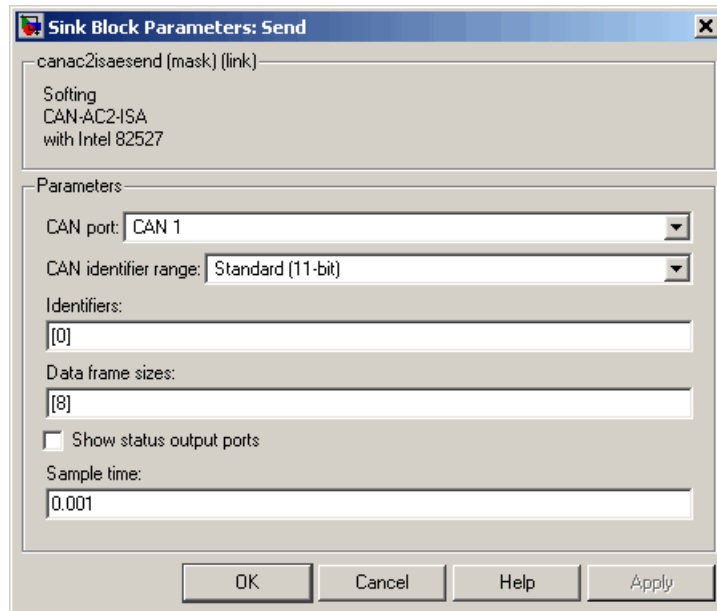 Sink Block Parameters: Send
canac2isaesend (mask) (link)
Softing
CAN-AC2-ISA
with Intel 82527
Parameters
CAN port: CAN 1
CAN identifier range: Standard (11-bit)
Identifiers:
[0]
Data frame sizes:
[8]
Show status output ports
Sample time:
0.001
OK Cancel Help Apply